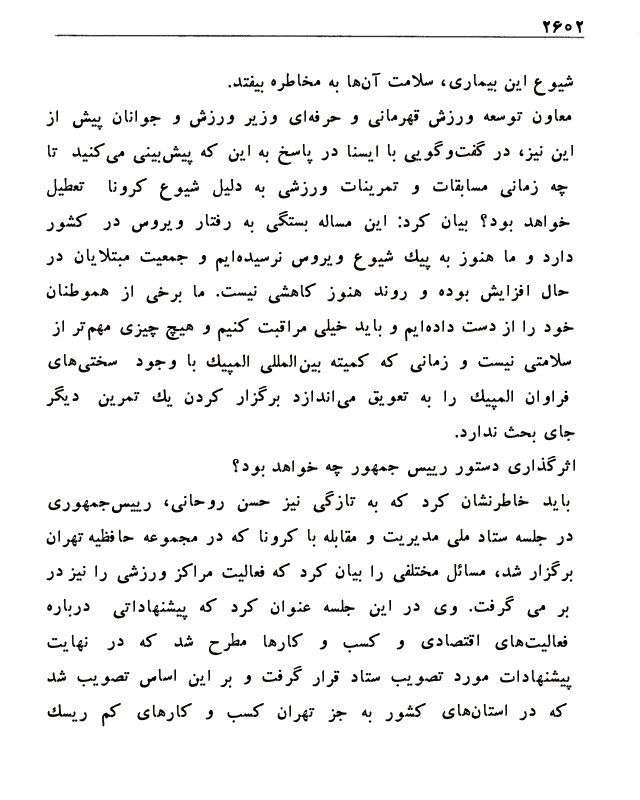 ۲۶۰۲
شیوع این بیماری، سلامت آن‌ها به مخاطره بیفتد.
معاون توسعه ورزش قهرمانی و حرفه‌ای وزیر ورزش و جوانان پیش از
این نیز، در گفت‌وگویی با ایسنا در پاسخ به این که پیش‌بینی می‌کنید تا
چه زمانی مسابقات و تمرینات ورزشی به دلیل شیوع کرونا تعطیل
خواهد بود؟ بیان کرد: این مساله بستگی به رفتار ویروس در کشور
دارد و ما هنوز به پیك شیوع ویروس نرسیده‌ایم و جمعیت مبتلایان در
حال افزایش بوده و روند هنوز کاهشی نیست. ما برخی از هموطنان
خود را از دست داده‌ایم و باید خیلی مراقبت کنیم و هیچ چیزی مهم‌تر از
سلامتی نیست و زمانی که کمیته بین‌المللی المپیك با وجود سختی‌های
فراوان المپیك را به تعویق می‌اندازد برگزار کردن یك تمرین دیگر
جای بحث ندارد.
اثرگذاری دستور رییس جمهور چه خواهد بود؟
باید خاطرنشان کرد که به تازگی نیز حسن روحانی، رییس‌جمهوری
در جلسه ستاد ملی مدیریت و مقابله با کرونا که در مجموعه حافظیه تهران
برگزار شد، مسائل مختلفی را بیان کرد که فعالیت مراکز ورزشی را نیز در
بر می گرفت. وی در این جلسه عنوان کرد که پیشنهاداتی درباره
فعالیت‌های اقتصادی و کسب و کارها مطرح شد که در نهایت
پیشنهادات مورد تصویب ستاد قرار گرفت و بر این اساس تصویب شد
که در استان‌های کشور به جز تهران کسب و کارهای کم ریسك